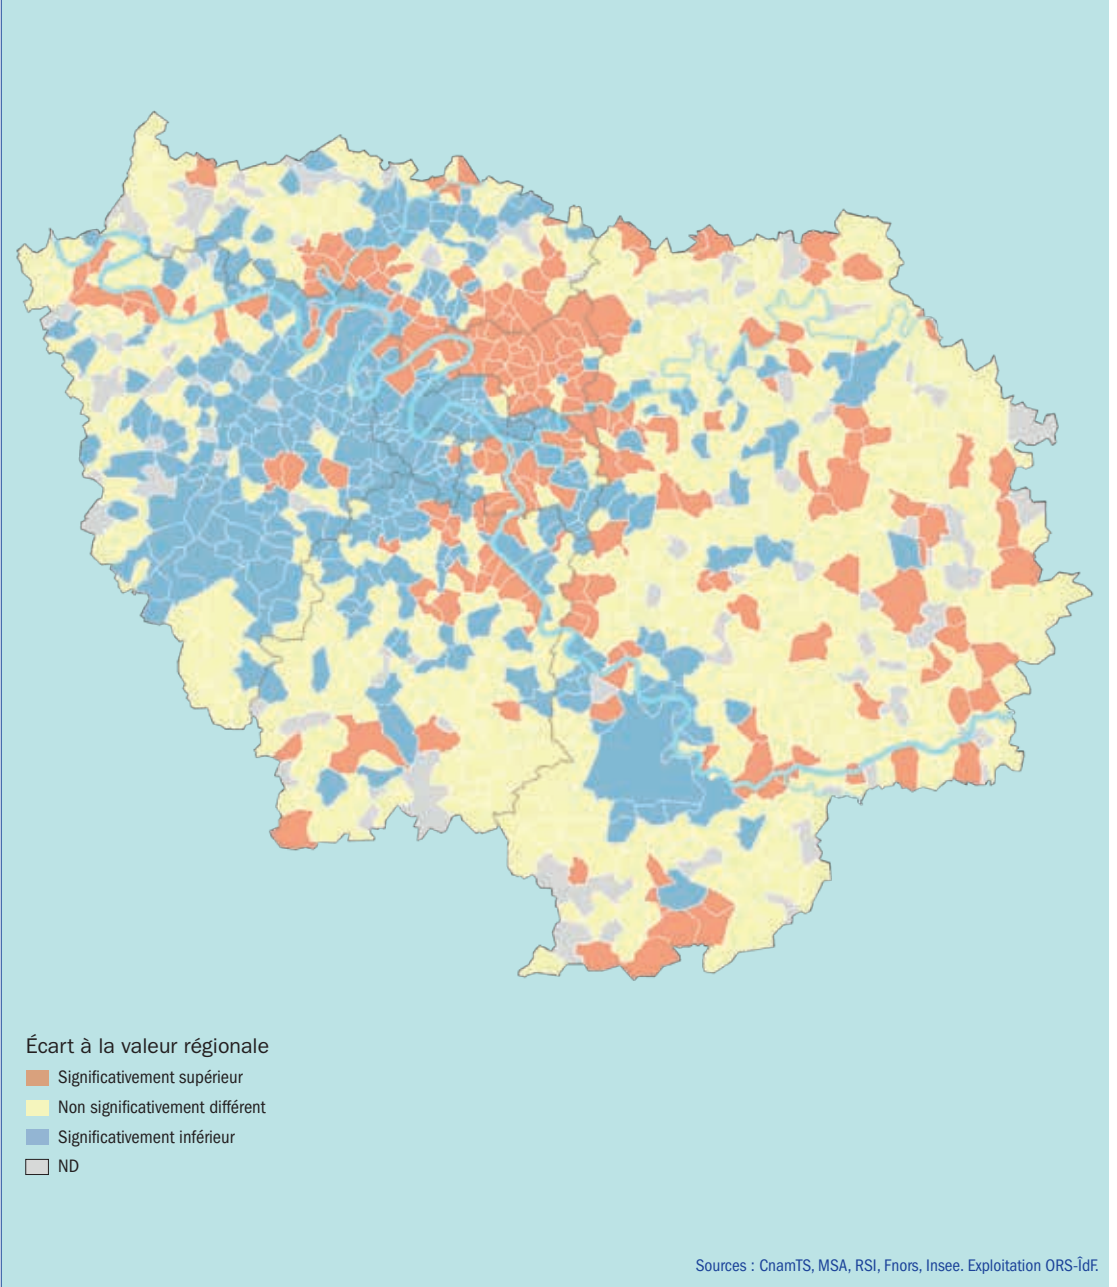 Écart à la valeur régionale
Significativement supérieur
Non significativement différent
Significativement inférieur
ND
Sources : CnamTS, MSA, RSI, Fnors, Insee. Exploitation ORS-ÎdF.